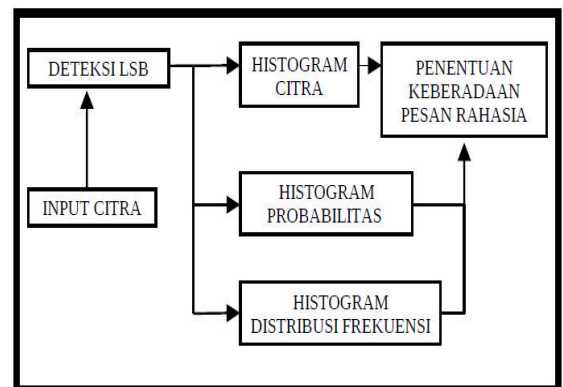 DETEKSI LSB
HISTOGRAM
CITRA
PENENTUAN
KEBERADAAN
PESAN RAHASIA
INPUT CITRA
HISTOGRAM
PROBABILITAS
HISTOGRAM
DISTRIBUSI FREKUENSI